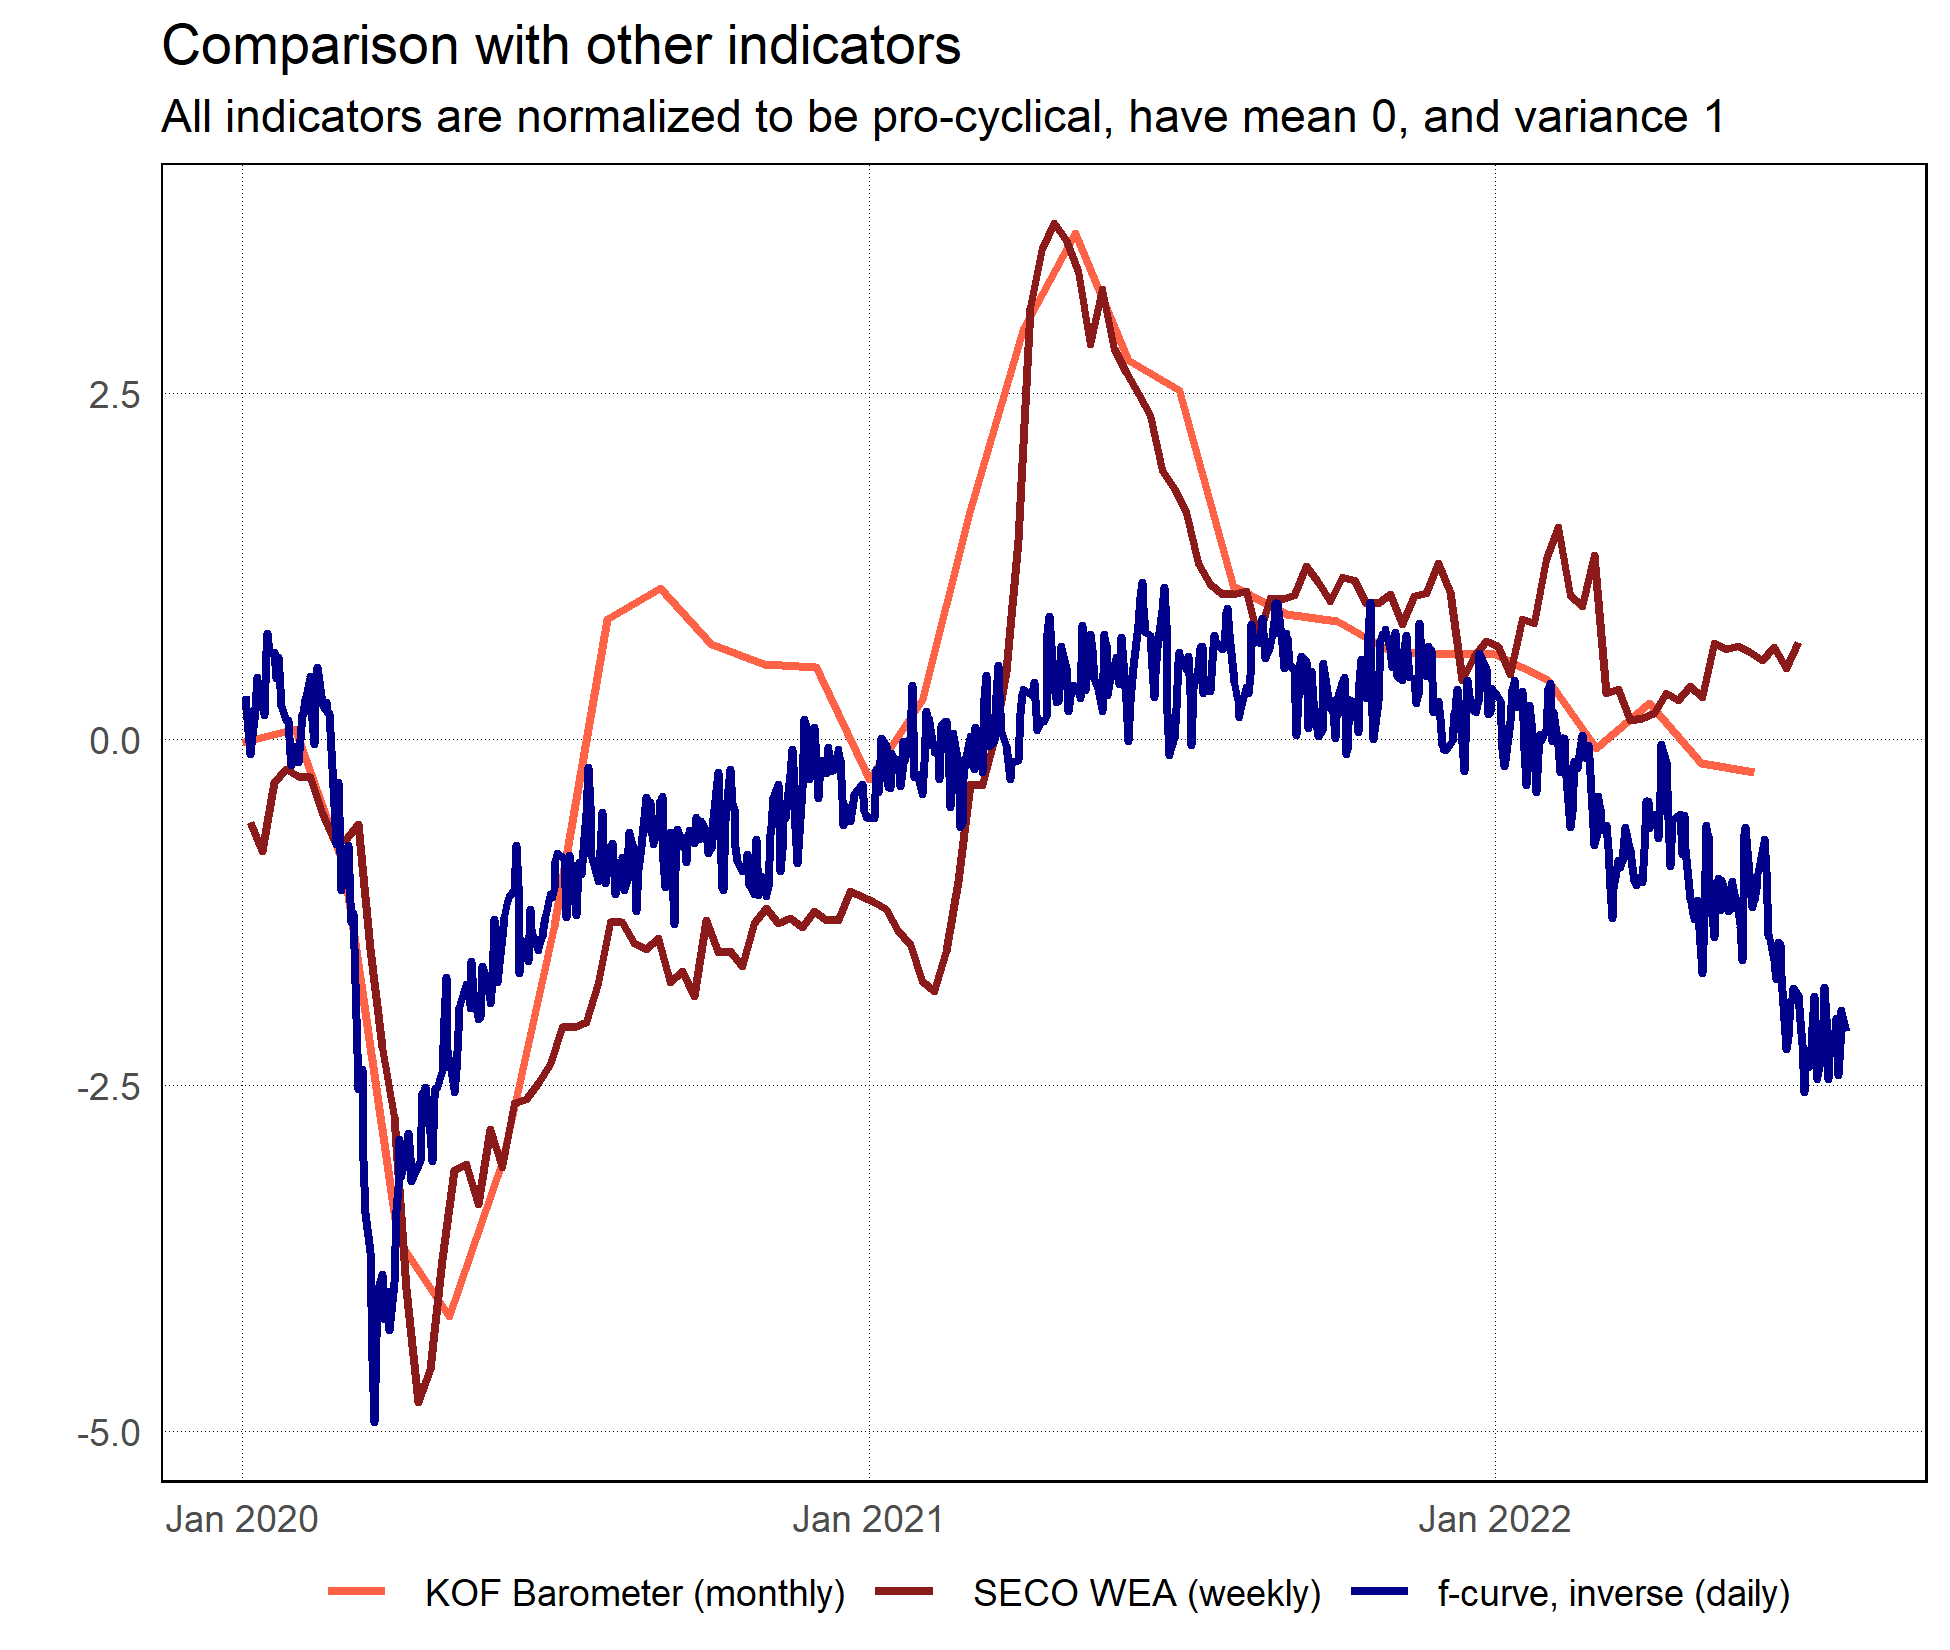 Comparison with other indicators
All indicators are normalized to be pro-cyclical, have mean 0, and variance 1
2.5
0.0
-2.5
-5.0
Jan 2020 Jan 2021 Jan 2022
KOF Barometer (monthly) SECO WEA (weekly) f-curve, inverse (daily)